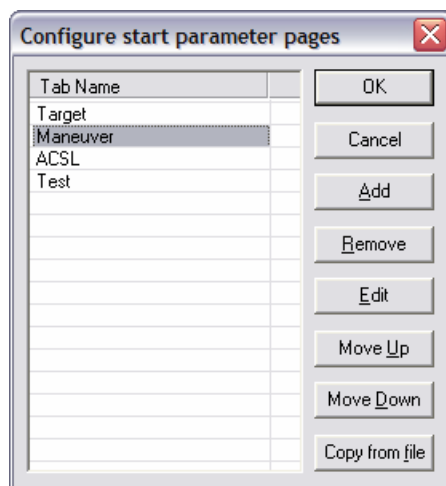 Configure start parameter pages
Tab Name
Target
Maneuver
ACSL
Test
OK
Cancel
Add
Remove
Edit
Move Up
Move Down
Copy from file